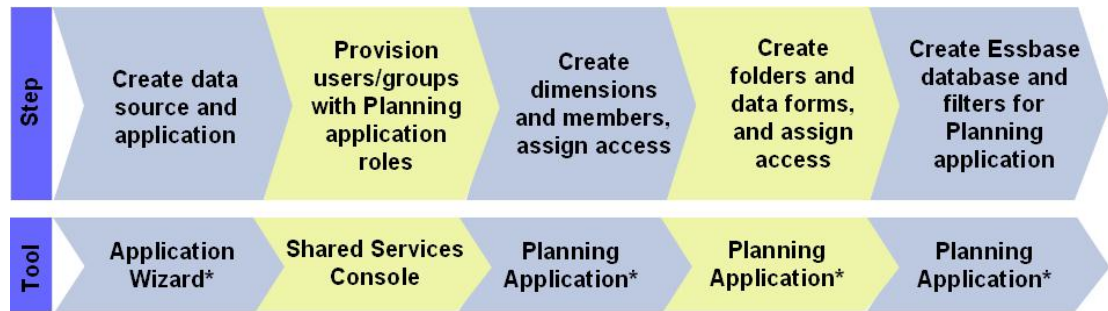 Step
Create data
source and
application
Provision
users/groups
with Planning
application
roles
Create
dimensions
and members,
assign access
Create
folders and
data forms,
and assign
access
Create Essbase
database and
filters for
Planning
application
Tool
Application
Wizard*
Shared Services
Console
Planning
Application*
Planning
Application*
Planning
Application*